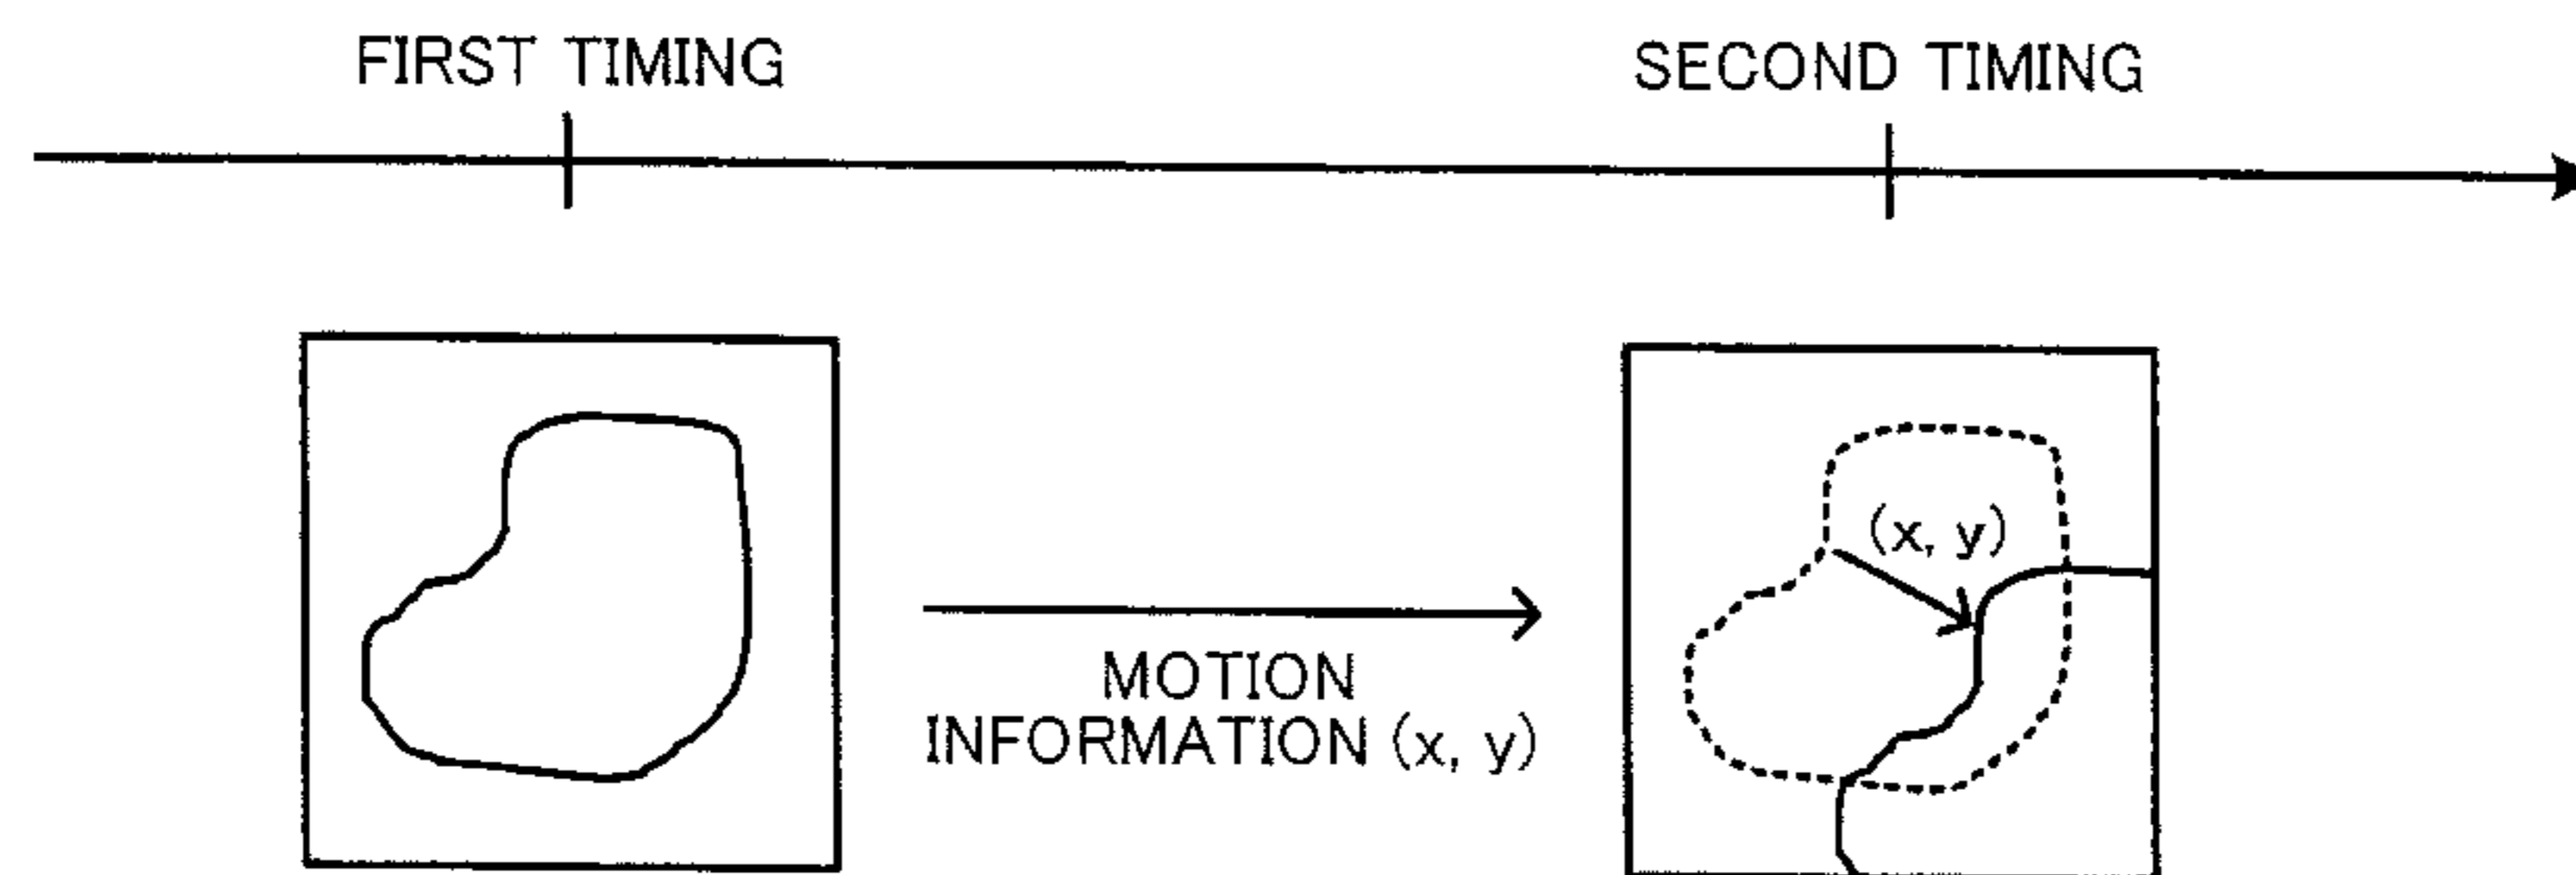 FIRST TIMING
SECOND TIMING
(x, y)
MOTION
INFORMATION (x, y)